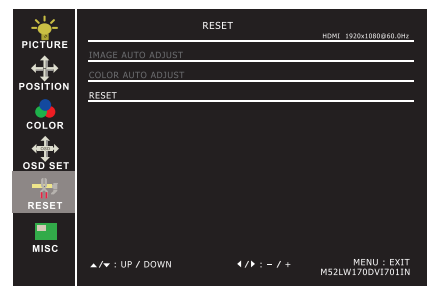 RESET
HDMI 1920x1080@60.0Hz
PICTURE
IMAGE AUTO ADJUST
POSITION
COLOR AUTO ADJUST
RESET
COLOR
OSD SET
RESET
MISC
▲/▼ : UP / DOWN
◀/▶ : – / +
MENU : EXIT
M52LW170DVI701IN